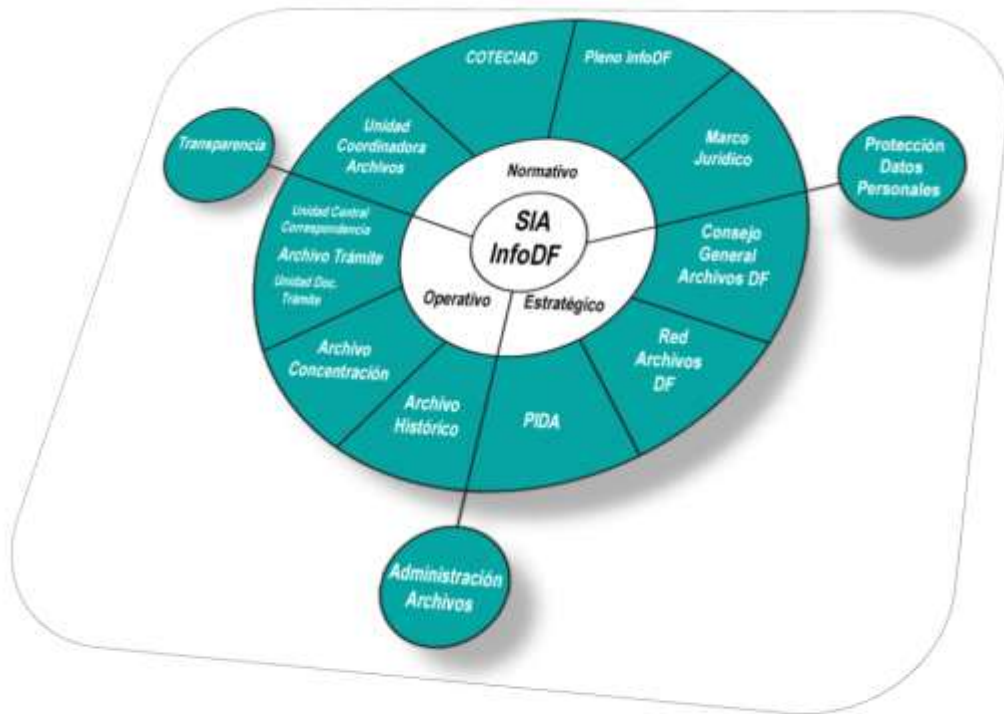 COTECIAD
Pleno InfoDF
Unidad
Coordinadora
Archivos
Marco
Jurídico
Transparencia
Protección
Datos
Personales
Normativo
SIA
InfoDF
Unidad Central
Correspondencia
Archivo Trámite
Unidad Doc.
Trámite
Consejo
General
Archivos DF
Operativo
Estratégico
Archivo
Concentración
Red
Archivos
DF
Archivo
Histórico
PIDA
Administración
Archivos